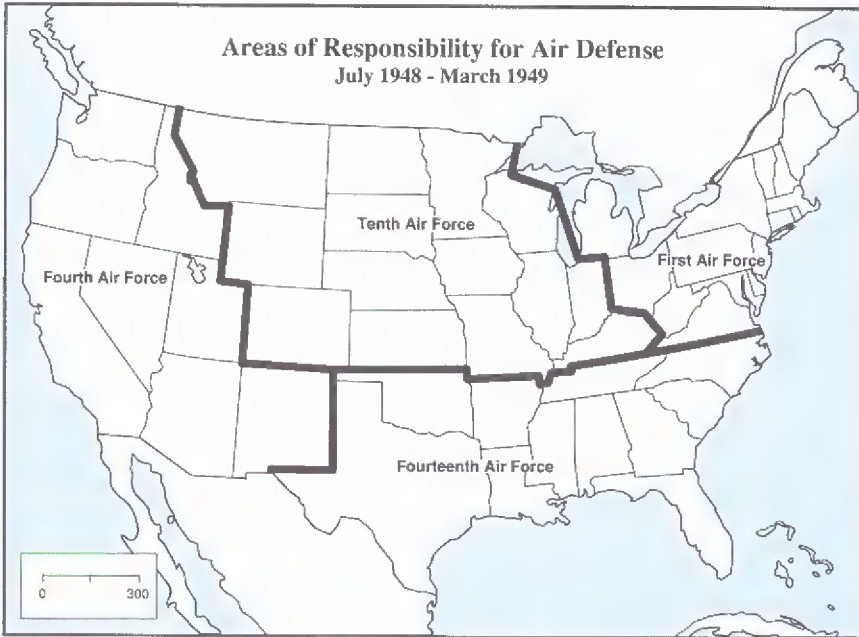 Areas of Responsibility for Air Defense
July 1948 - March 1949
Tenth Air Force
First Air Force
Fourth Air Force
Fourteenth Air Force
0 300